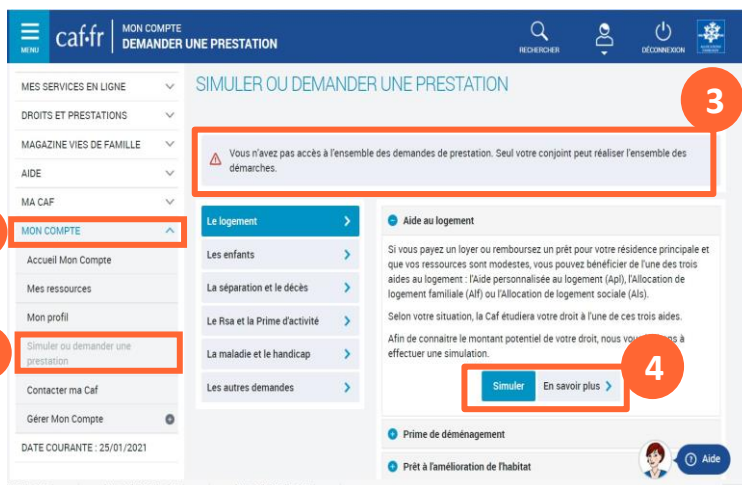 MENU
caf.fr
MON COMPTE
DEMANDER UNE PRESTATION
RECHERCHER
DÉCONNEXION
MES SERVICES EN LIGNE
DROITS ET PRESTATIONS
MAGAZINE VIES DE FAMILLE
AIDE
MA CAF
MON COMPTE
Accueil Mon Compte
Mes ressources
Mon profil
Simuler ou demander une
prestation
Contacter ma Caf
Gérer Mon Compte
DATE COURANTE : 25/01/2021
SIMULER OU DEMANDER UNE PRESTATION
3
Vous n'avez pas accès à l'ensemble des demandes de prestation. Seul votre conjoint peut réaliser l'ensemble des
démarches.
Le logement
Les enfants
La séparation et le décès
Le Rsa et la Prime d'activité
La maladie et le handicap
Les autres demandes
Aide au logement
Si vous payez un loyer ou remboursez un prêt pour votre résidence principale et
que vos ressources sont modestes, vous pouvez bénéficier de l'une des trois
aides au logement : l'Aide personnalisée au logement (Apl), l'Allocation de
logement familiale (Alf) ou l'Allocation de logement sociale (Als).
Selon votre situation, la Caf étudiera votre droit à l'une de ces trois aides.
Afin de connaitre le montant potentiel de votre droit, nous à
effectuer une simulation.
4
Simuler
En savoir plus
Prime de déménagement
Prêt à l'amélioration de l'habitat
Aide